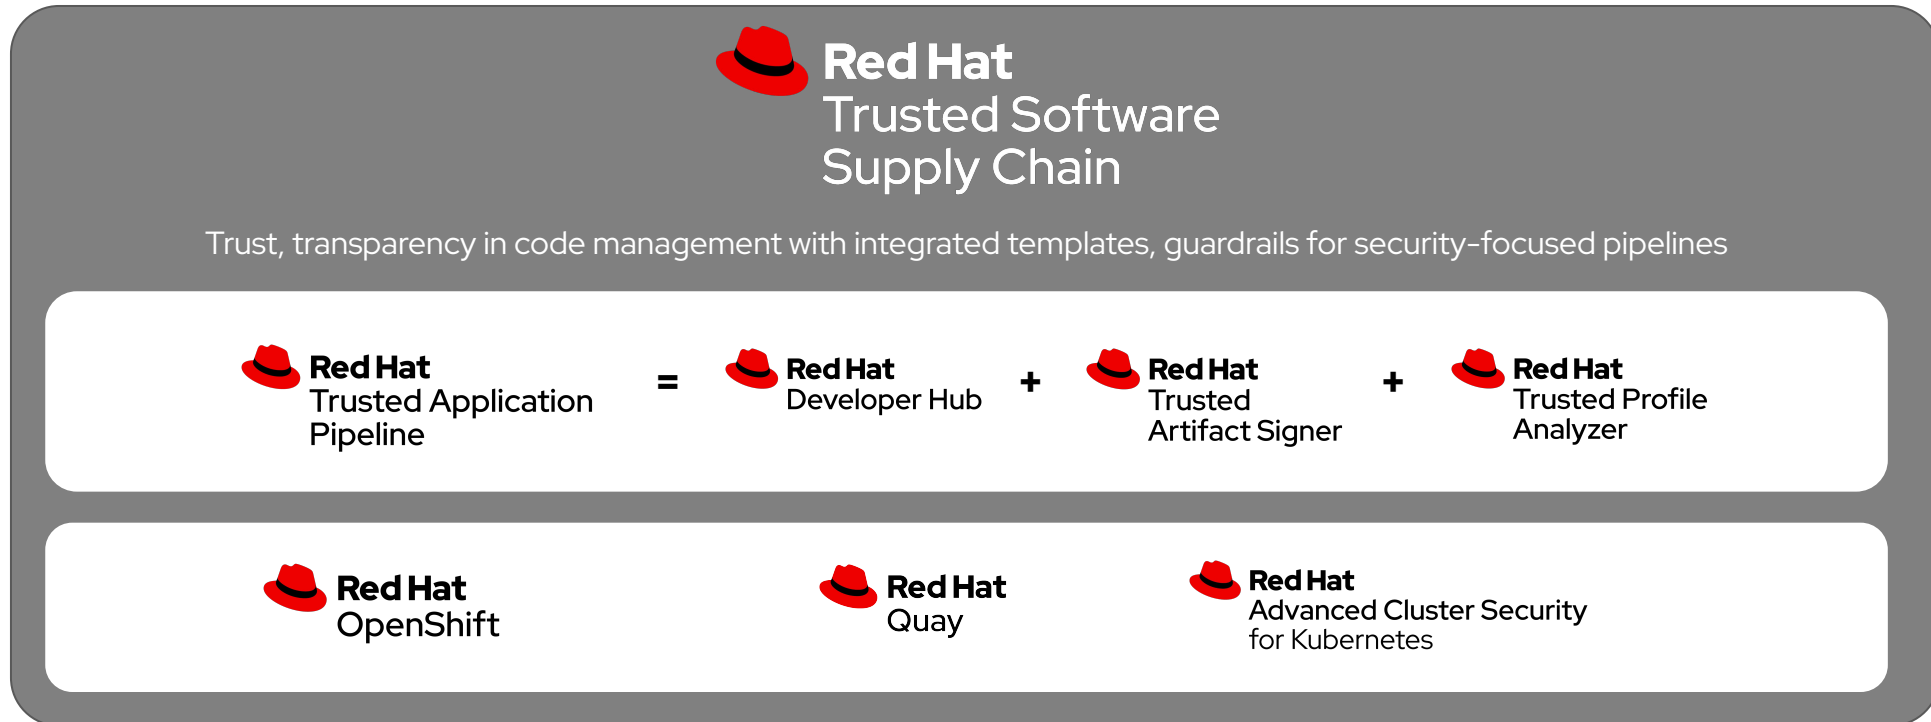 Red Hat
Trusted Software
Supply Chain
Trust, transparency in code management with integrated templates, guardrails for security-focused pipelines
Red Hat
Trusted Application
Pipeline
=
Red Hat
Developer Hub
+
Red Hat
Trusted
Artifact Signer
+
Red Hat
Trusted Profile
Analyzer
Red Hat
OpenShift
Red Hat
Quay
Red Hat
Advanced Cluster Security
for Kubernetes